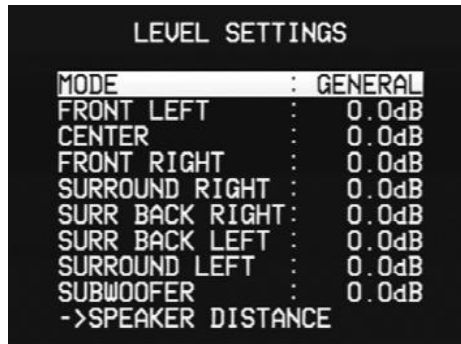 LEVEL SETTINGS
MODE : GENERAL
FRONT LEFT : 0.0dB
CENTER : 0.0dB
FRONT RIGHT : 0.0dB
SURROUND RIGHT : 0.0dB
SURR BACK RIGHT: 0.0dB
SURR BACK LEFT : 0.0dB
SURROUND LEFT : 0.0dB
SUBWOOFER : 0.0dB
->SPEAKER DISTANCE